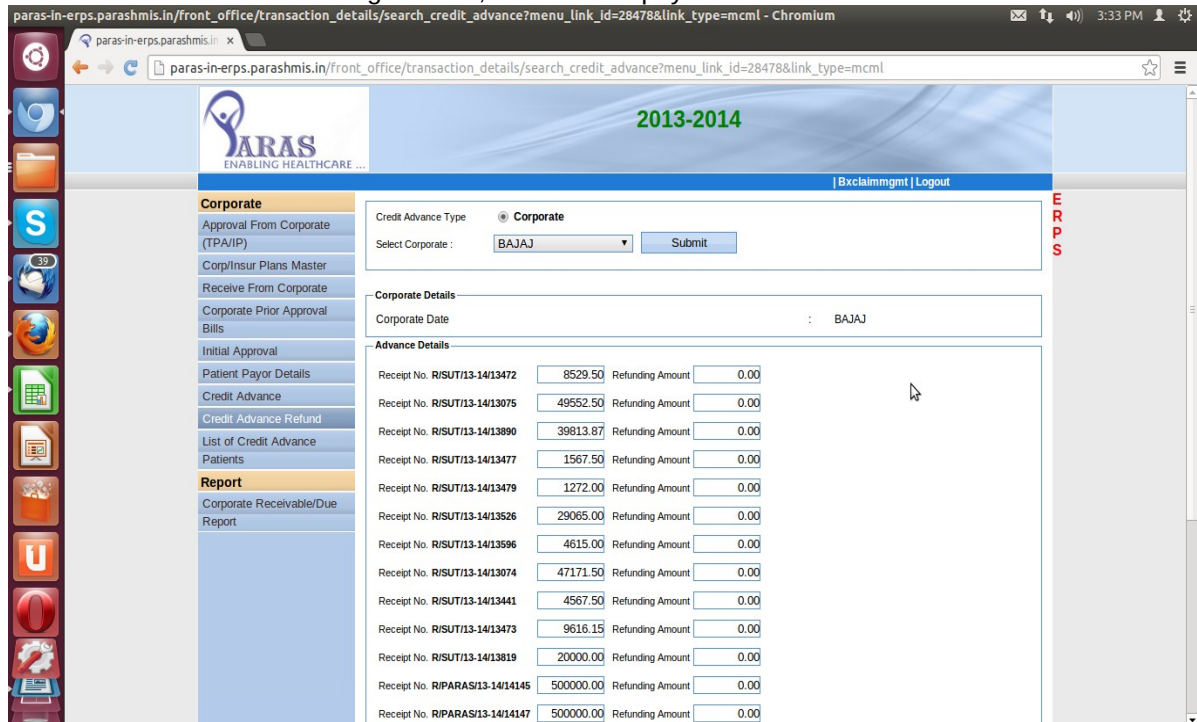 paras-in-erps.parashmis.in/front_office/transaction_details/search_credit_advance?menu_link_id=28478&link_type=mcml - Chromium
3:33 PM
paras-in-erps.parashmis.in
paras-in-erps.parashmis.in/front_office/transaction_details/search_credit_advance?menu_link_id=28478&link_type=mcml
PARAS
ENABLING HEALTHCARE ...
2013-2014
| Bxclaimmgmt | Logout
E
R
P
S
Corporate
Approval From Corporate
(TPA/IP)
Corp/Insur Plans Master
Receive From Corporate
Corporate Prior Approval
Bills
Initial Approval
Patient Payor Details
Credit Advance
Credit Advance Refund
List of Credit Advance
Patients
Report
Corporate Receivable/Due
Report
39
Credit Advance Type Corporate
Select Corporate : BAJAJ Submit
Corporate Details
Corporate Date : BAJAJ
Advance Details
Receipt No. R/SUT/13-14/13472 8529.50 Refunding Amount 0.00
Receipt No. R/SUT/13-14/13075 49552.50 Refunding Amount 0.00
Receipt No. R/SUT/13-14/13890 39813.87 Refunding Amount 0.00
Receipt No. R/SUT/13-14/13477 1567.50 Refunding Amount 0.00
Receipt No. R/SUT/13-14/13479 1272.00 Refunding Amount 0.00
Receipt No. R/SUT/13-14/13526 29065.00 Refunding Amount 0.00
Receipt No. R/SUT/13-14/13596 4615.00 Refunding Amount 0.00
Receipt No. R/SUT/13-14/13074 47171.50 Refunding Amount 0.00
Receipt No. R/SUT/13-14/13441 4567.50 Refunding Amount 0.00
Receipt No. R/SUT/13-14/13473 9616.15 Refunding Amount 0.00
Receipt No. R/SUT/13-14/13819 20000.00 Refunding Amount 0.00
Receipt No. R/PARAS/13-14/14145 500000.00 Refunding Amount 0.00
Receipt No. R/PARAS/13-14/14147 500000.00 Refunding Amount 0.00